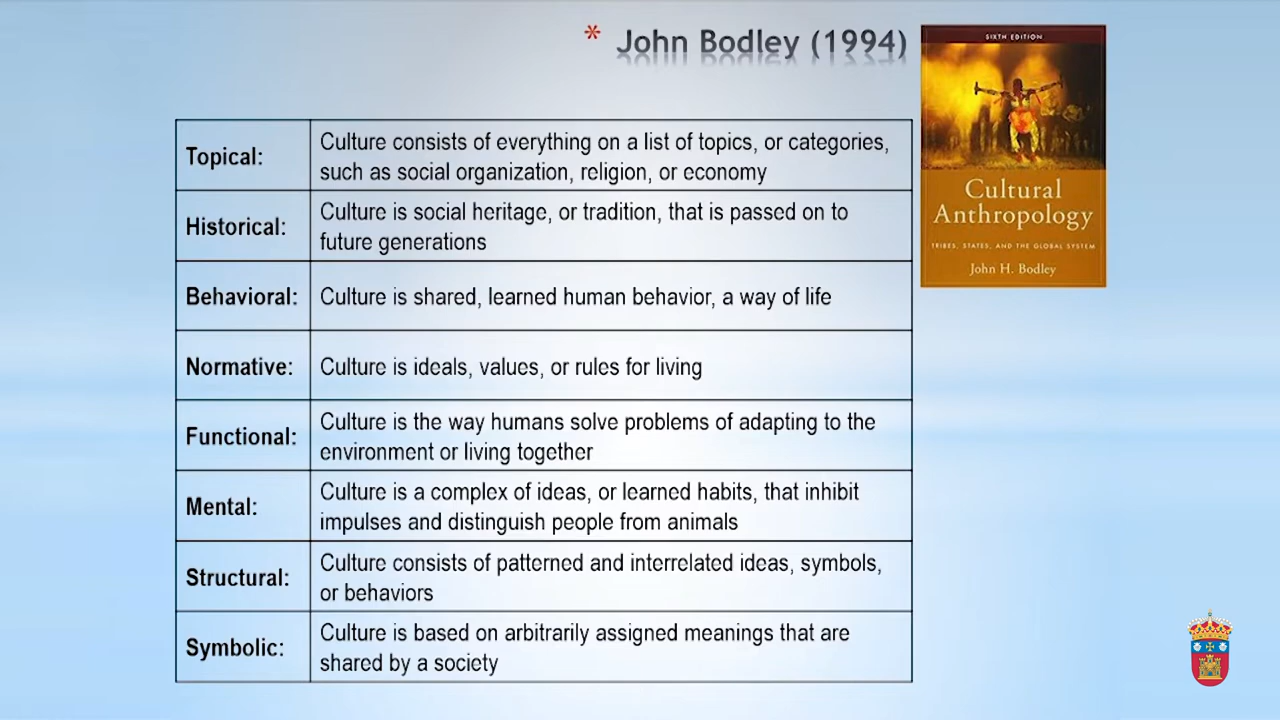 * John Bodley (1994)
Topical:
Culture consists of everything on a list of topics, or categories,
such as social organization, religion, or economy
Historical:
Culture is social heritage, or tradition, that is passed on to
future generations
Behavioral:
Culture is shared, learned human behavior, a way of life
Normative:
Culture is ideals, values, or rules for living
Functional:
Culture is the way humans solve problems of adapting to the
environment or living together
Mental:
Culture is a complex of ideas, or learned habits, that inhibit
impulses and distinguish people from animals
Structural:
Culture consists of patterned and interrelated ideas, symbols,
or behaviors
Symbolic:
Culture is based on arbitrarily assigned meanings that are
shared by a society
SIXTH EDITION
Cultural
Anthropology
TRIBES, STATES, AND THE GLOBAL SYSTEM
John H. Bodley